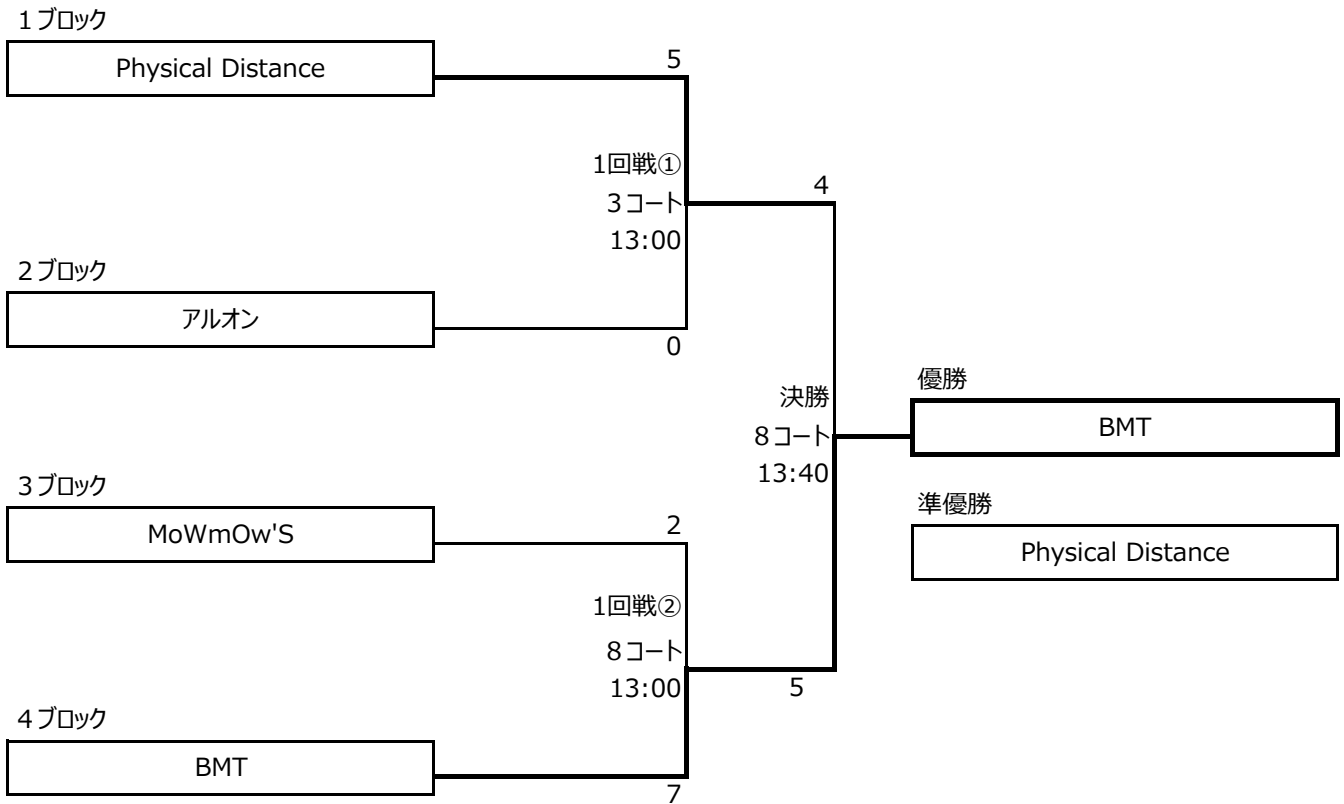 １ブロック
Physical Distance
5
1回戦①
３コート
13:00
4
２ブロック
アルオン
0
決勝
８コート
13:40
優勝
BMT
準優勝
Physical Distance
３ブロック
MoWmOw'S
2
1回戦②
８コート
13:00
5
４ブロック
BMT
7